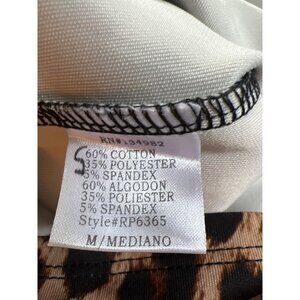 RN#134982
S
60% COTTON
35% POLYESTER
5% SPANDEX
60% ALGODON
35% POLIESTER
5% SPANDEX
Style#RP6365
M/MEDIANO